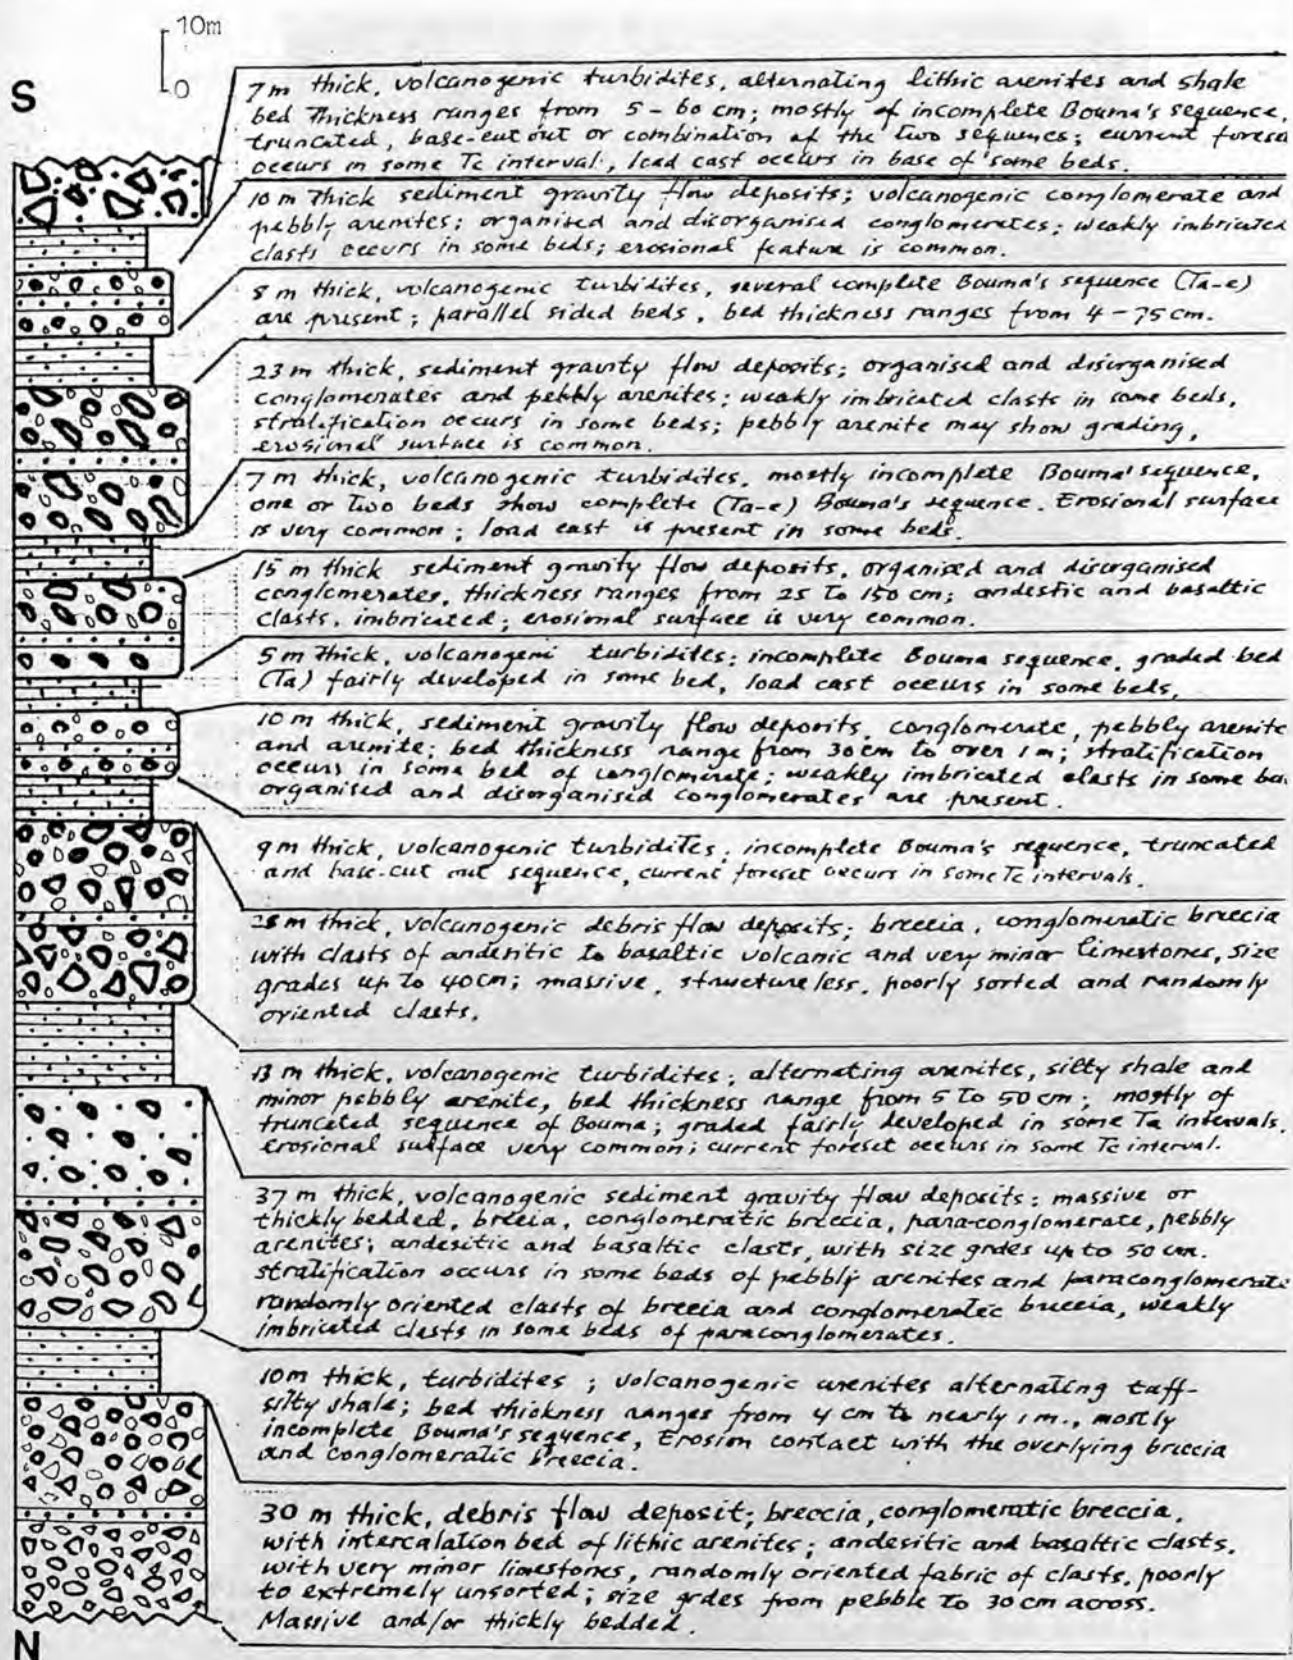 10m
0
S
7m thick, volcanogenic turbidites, alternating lithic arenites and shale
bed thickness ranges from 5 - 60 cm; mostly of incomplete Bouma's sequence,
truncated, base-cut out or combination of the two sequence; current forese
occurs in some Tc interval, load cast occurs in base of some beds.
10 m thick sediment gravity flow deposits; volcanogenic conglomerate and
pebbly arenites; organised and disorganised conglomerates; weakly imbricated
clasts occurs in some beds; erosional feature is common.
8 m thick, volcanogenic turbidites, several complete Bouma's sequence (Ta-e)
are present; parallel sided beds, bed thickness ranges from 4 - 75 cm.
23 m thick, sediment gravity flow deposits; organised and disorganised
conglomerates and pebbly arenites; weakly imbricated clasts in some beds,
stratification occurs in some beds; pebbly arenite may show grading,
erosional surface is common.
7 m thick, volcanogenic turbidites, mostly incomplete Bouma's sequence,
one or two beds show complete (Ta-e) Bouma's sequence. Erosional surface
is very common; load cast is present in some beds.
15 m thick sediment gravity flow deposits, organised and disorganised
conglomerates, thickness ranges from 25 to 150 cm; andestic and basaltic
clasts, imbricated; erosional surface is very common.
5 m thick, volcanogeni turbidites; incomplete Bouma sequence, graded bed
(Ta) fairly developed in some bed, load cast occurs in some beds,
10 m thick, sediment gravity flow deposits, conglomerate, pebbly arenite
and arenite; bed thickness range from 30 cm to over 1 m; stratification
occurs in some bed of conglomerate; weakly imbricated clasts in some be
organised and disorganised conglomerates are present.
9 m thick, volcanogenic turbidites; incomplete Bouma's sequence, truncated
and base-cut out sequence, current foreset occurs in some Tc intervals.
28 m thick, volcanogenic debris flow deposits; breccia, conglomeratic breccia
with clasts of andesitic to basaltic volcanic and very minor limestones, size
grades up to 40 cm; massive, structureless, poorly sorted and randomly
oriented clasts.
13 m thick, volcanogenic turbidites; alternating arenites, silty shale and
minor pebbly arenite, bed thickness range from 5 to 50 cm; mostly of
truncated sequence of Bouma; graded fairly developed in some Ta intervals.
erosional surface very common; current foreset occurs in some Tc interval.
37 m thick, volcanogenic sediment gravity flow deposits: massive or
thickly bedded, breccia, conglomeratic breccia, para-conglomerate, pebbly
arenites; andesitic and basaltic clasts, with size grdes up to 50 cm.
stratification occurs in some beds of pebbly arenites and paraconglomerate
randomly oriented clasts of breccia and conglomeratic breccia, weakly
imbricated clasts in some beds of paraconglomerates.
10m thick, turbidites; volcanogenic arenites alternating tuff-
silty shale; bed thickness ranges from 4 cm to nearly 1 m., mostly
incomplete Bouma's sequence, Erosion contact with the overlying breccia
and conglomeratic breccia.
30 m thick, debris flow deposit; breccia, conglomeratic breccia,
with intercalation bed of lithic arenites; andesitic and basaltic clasts,
with very minor limestones, randomly oriented fabric of clasts, poorly
to extremely unsorted; size grdes from pebble to 30 cm across.
Massive and/or thickly bedded.
N